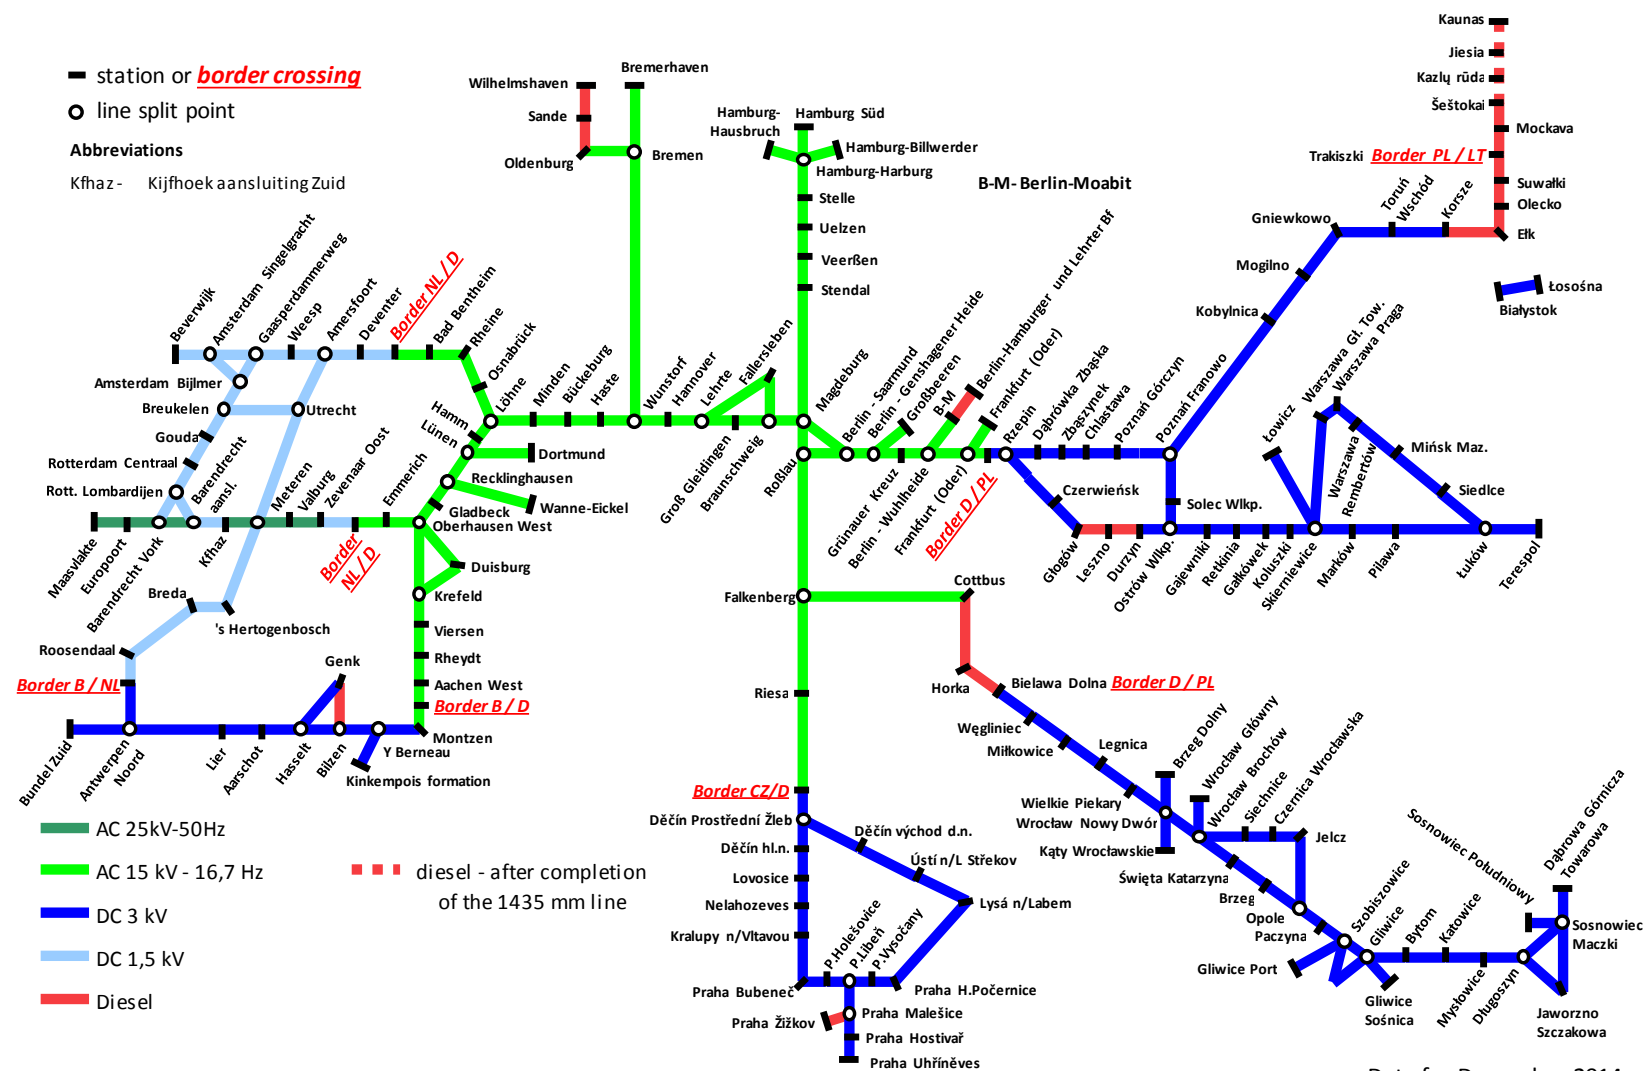 station or border crossing
line split point
Abbreviations
Kfhaz - Kijfhoek aansluiting Zuid
Wilhelmshaven
Sande
Oldenburg
Bremerhaven
Bremen
Hamburg-
Hausbruch
Hamburg Süd
Hamburg-Billwerder
Hamburg-Harburg
Stelle
Uelzen
Veerßen
Stendal
B-M- Berlin-Moabit
Kaunas
Jiesia
Kazlų rūda
Šeštokai
Mockava
Trakiszki Border PL / LT
Suwałki
Olecko
Ełk
Korsze
Toruń
Wschód
Gniewkowo
Mogilno
Kobylnica
Łosośna
Białystok
Beverwijk
Amsterdam Singelgracht
Gaasperdammerweg
Weesp
Amersfoort
Deventer
Border NL / D
Bad Bentheim
Rheine
Osnabrück
Löhne
Minden
Bückeburg
Haste
Wunstorf
Hannover
Lehrte
Fallersleben
Groß Gleidingen
Braunschweig
Magdeburg
Roßlau
Berlin - Saarmund
Berlin - Genshagener Heide
Großbeeren
B-M
Berlin-Hamburger und Lehrter Bf
Frankfurt (Oder)
Grünauer Kreuz
Berlin - Wuhlheide
Frankfurt (Oder)
Border D / PL
Rzepin
Dąbrówka Zbąska
Zbąszynek
Chlastawa
Poznań Górczyn
Poznań Franowo
Czerwieńsk
Solec Wlkp.
Głogów
Leszno
Durzyn
Ostrów Wlkp.
Gajewniki
Retkinia
Gałkówek
Koluszki
Skierniewice
Łowicz
Warszawa Gł. Tow.
Warszawa Praga
Warszawa
Rembertów
Mińsk Maz.
Siedlce
Marków
Pilawa
Łuków
Terespol
Amsterdam Bijlmer
Breukelen
Utrecht
Gouda
Rotterdam Centraal
Rott. Lombardijen
Barendrecht
aansl.
Meteren
Valburg
Zevenaar Oost
Emmerich
Hamm
Lünen
Dortmund
Recklinghausen
Wanne-Eickel
Gladbeck
Oberhausen West
Maasvlakte
Europoort
Barendrecht Vork
Kfhaz
Border
NL / D
Duisburg
Krefeld
Viersen
Rheydt
Aachen West
Border B / D
Montzen
Breda
's Hertogenbosch
Roosendaal
Border B / NL
Genk
Bundel Zuid
Antwerpen
Noord
Lier
Aarschot
Hasselt
Bilzen
Y Berneau
Kinkempois formation
AC 25kV-50Hz
AC 15 kV - 16,7 Hz
DC 3 kV
DC 1,5 kV
Diesel
diesel - after completion
of the 1435 mm line
Falkenberg
Cottbus
Riesa
Horka
Bielawa Dolna Border D / PL
Węgliniec
Miłkowice
Legnica
Wielkie Piekary
Wrocław Nowy Dwór
Kąty Wrocławskie
Brzeg Dolny
Wrocław Główny
Wrocław Brochów
Siechnice
Czernica Wrocławska
Jelcz
Święta Katarzyna
Brzeg
Opole
Paczyna
Szobiszowice
Gliwice
Bytom
Katowice
Gliwice Port
Gliwice
Sośnica
Mysłowice
Długoszyn
Sosnowiec Południowy
Dąbrowa Górnicza
Towarowa
Sosnowiec
Maczki
Jaworzno
Szczakowa
Border CZ/D
Děčín Prostřední Žleb
Děčín východ d.n.
Děčín hl.n.
Ústí n/L Střekov
Lovosice
Nelahozeves
Lysá n/Labem
Kralupy n/Vltavou
P.Holešovice
P.Libeň
P.Vysočany
Praha Bubeneč
Praha H.Počernice
Praha Malešice
Praha Žižkov
Praha Hostivař
Praha Uhříněves